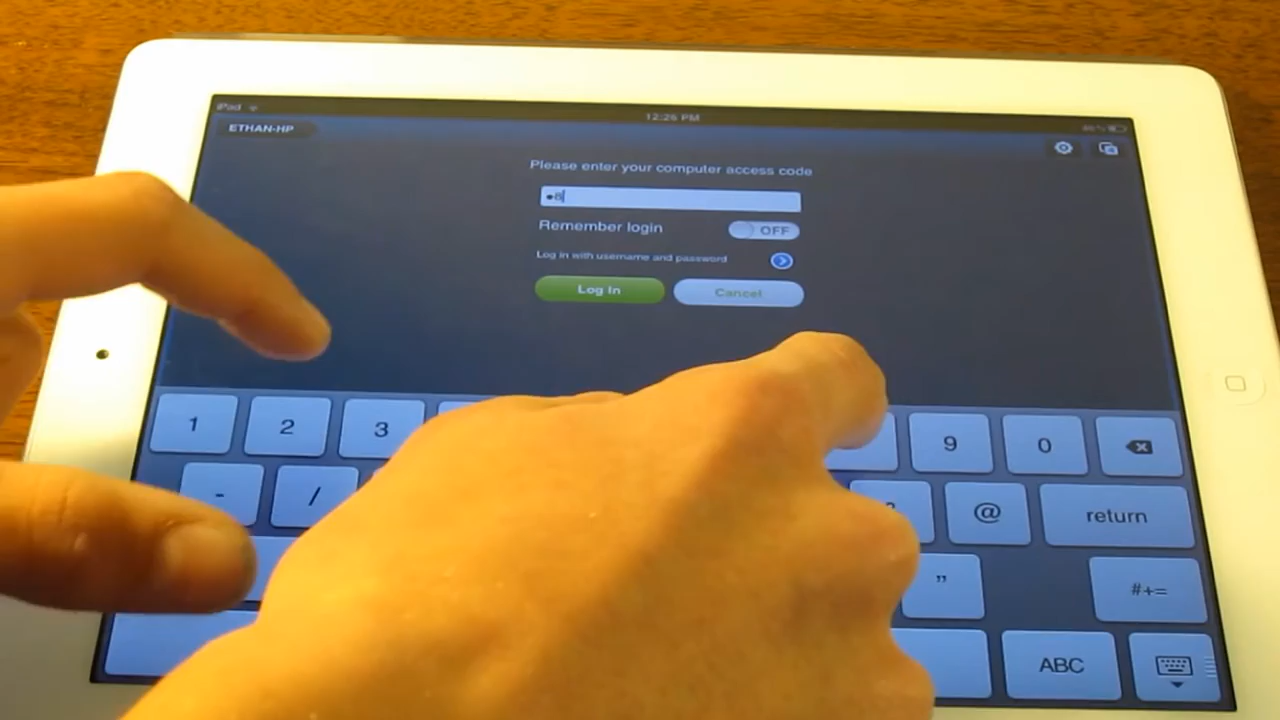 iPad 12:26 PM
ETHAN-HP
Please enter your computer access code
•8
Remember login OFF
Log in with username and password
Log In Cancel
1 2 3 9 0
- / @ return
" #+=
ABC